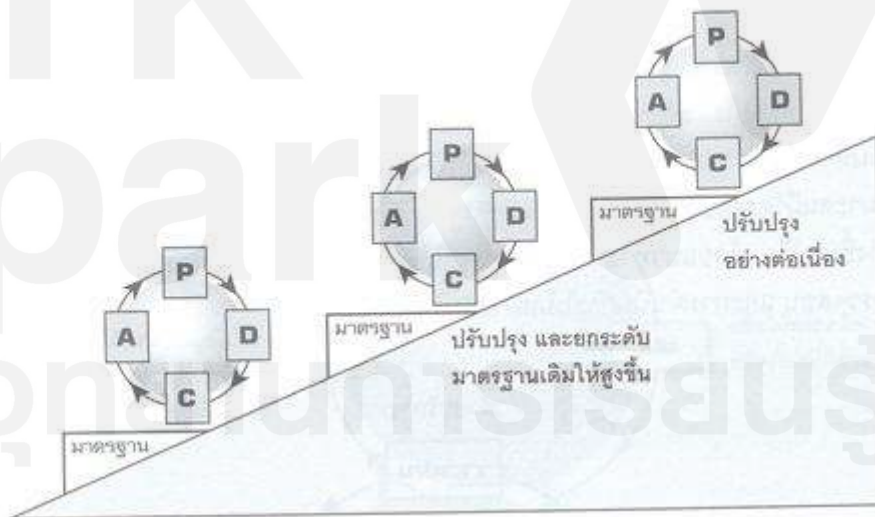 P
A
D
C
มาตรฐาน
ปรับปรุง
อย่างต่อเนื่อง
P
A
D
C
มาตรฐาน
ปรับปรุง และยกระดับ
มาตรฐานเดิมให้สูงขึ้น
P
A
D
C
มาตรฐาน
park